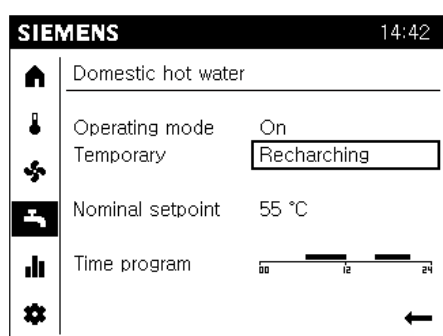 SIEMENS 14:42
Domestic hot water
Operating mode On
Temporary Recharching
Nominal setpoint 55 °C
Time program
00 12 24